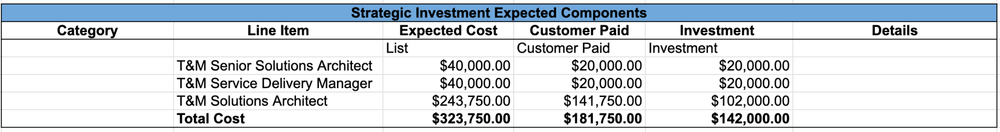 Strategic Investment Expected Components
Category Line Item Expected Cost Customer Paid Investment Details
List Customer Paid Investment
T&M Senior Solutions Architect $40,000.00 $20,000.00 $20,000.00
T&M Service Delivery Manager $40,000.00 $20,000.00 $20,000.00
T&M Solutions Architect $243,750.00 $141,750.00 $102,000.00
Total Cost $323,750.00 $181,750.00 $142,000.00